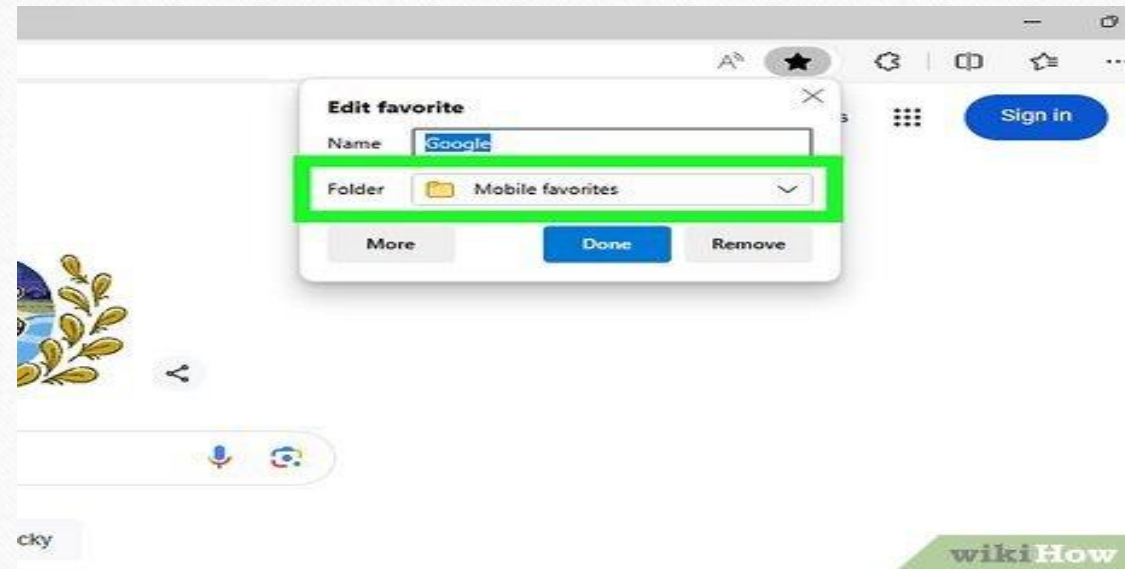 Edit favorite
Name Google
s
Sign in
Folder Mobile favorites
More Done Remove
cky
wikiHow